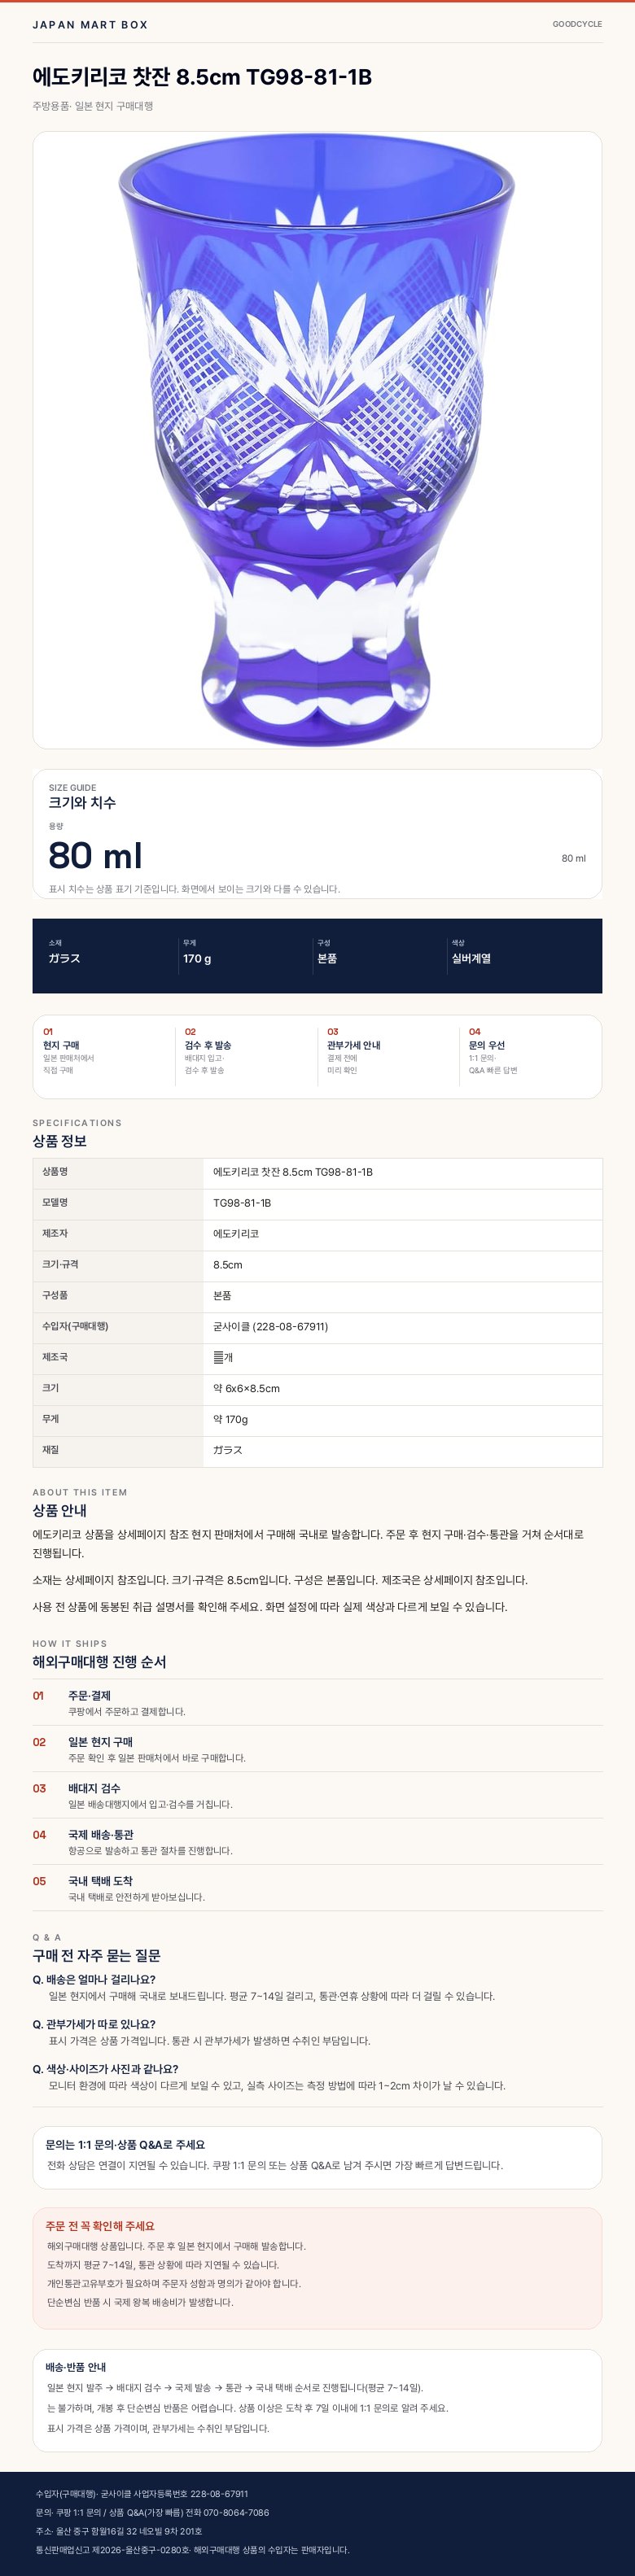 JAPAN MART BOX
GOODCYCLE
에도키리코 찻잔 8.5cm TG98-81-1B
주방용품· 일본 현지 구매대행
SIZE GUIDE
크기와 치수
용량
80 ml
80 ml
표시 치수는 상품 표기 기준입니다. 화면에서 보이는 크기와 다를 수 있습니다.
소재
ガラス
무게
170 g
구성
본품
색상
실버계열
01
현지 구매
일본 판매처에서
직접 구매
02
검수 후 발송
배대지 입고·
검수 후 발송
03
관부가세 안내
결제 전에
미리 확인
04
문의 우선
1:1 문의·
Q&A 빠른 답변
SPECIFICATIONS
상품 정보
상품명 에도키리코 찻잔 8.5cm TG98-81-1B
모델명 TG98-81-1B
제조자 에도키리코
크기·규격 8.5cm
구성품 본품
수입자(구매대행) 굳사이클 (228-08-67911)
제조국 개
크기 약 6x6×8.5cm
무게 약 170g
재질 ガラス
ABOUT THIS ITEM
상품 안내
에도키리코 상품을 상세페이지 참조 현지 판매처에서 구매해 국내로 발송합니다. 주문 후 현지 구매·검수·통관을 거쳐 순서대로
진행됩니다.
소재는 상세페이지 참조입니다. 크기·규격은 8.5cm입니다. 구성은 본품입니다. 제조국은 상세페이지 참조입니다.
사용 전 상품에 동봉된 취급 설명서를 확인해 주세요. 화면 설정에 따라 실제 색상과 다르게 보일 수 있습니다.
HOW IT SHIPS
해외구매대행 진행 순서
01 주문·결제
쿠팡에서 주문하고 결제합니다.
02 일본 현지 구매
주문 확인 후 일본 판매처에서 바로 구매합니다.
03 배대지 검수
일본 배송대행지에서 입고·검수를 거칩니다.
04 국제 배송·통관
항공으로 발송하고 통관 절차를 진행합니다.
05 국내 택배 도착
국내 택배로 안전하게 받아보십니다.
Q & A
구매 전 자주 묻는 질문
Q. 배송은 얼마나 걸리나요?
일본 현지에서 구매해 국내로 보내드립니다. 평균 7~14일 걸리고, 통관·연휴 상황에 따라 더 걸릴 수 있습니다.
Q. 관부가세가 따로 있나요?
표시 가격은 상품 가격입니다. 통관 시 관부가세가 발생하면 수취인 부담입니다.
Q. 색상·사이즈가 사진과 같나요?
모니터 환경에 따라 색상이 다르게 보일 수 있고, 실측 사이즈는 측정 방법에 따라 1~2cm 차이가 날 수 있습니다.
문의는 1:1 문의·상품 Q&A로 주세요
전화 상담은 연결이 지연될 수 있습니다. 쿠팡 1:1 문의 또는 상품 Q&A로 남겨 주시면 가장 빠르게 답변드립니다.
주문 전 꼭 확인해 주세요
해외구매대행 상품입니다. 주문 후 일본 현지에서 구매해 발송합니다.
도착까지 평균 7~14일, 통관 상황에 따라 지연될 수 있습니다.
개인통관고유부호가 필요하며 주문자 성함과 명의가 같아야 합니다.
단순변심 반품 시 국제 왕복 배송비가 발생합니다.
배송·반품 안내
일본 현지 발주 → 배대지 검수 → 국제 발송 → 통관 → 국내 택배 순서로 진행됩니다(평균 7~14일).
는 불가하며, 개봉 후 단순변심 반품은 어렵습니다. 상품 이상은 도착 후 7일 이내에 1:1 문의로 알려 주세요.
표시 가격은 상품 가격이며, 관부가세는 수취인 부담입니다.
수입자(구매대행)· 굳사이클 사업자등록번호 228-08-67911
문의· 쿠팡 1:1 문의 / 상품 Q&A(가장 빠름) 전화 070-8064-7086
주소· 울산 중구 함월16길 32 네오빌 9차 201호
통신판매업신고 제2026-울산중구-0280호· 해외구매대행 상품의 수입자는 판매자입니다.